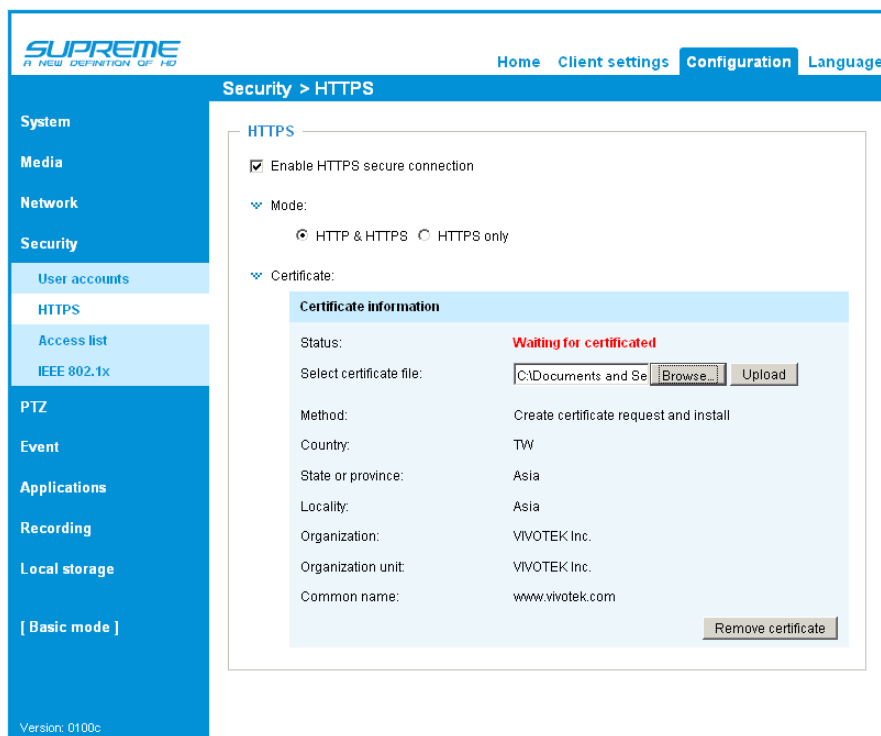 SUPREME
A NEW DEFINITION OF HD
Home Client settings Configuration Language
Security > HTTPS
System
Media
Network
Security
User accounts
HTTPS
Access list
IEEE 802.1x
PTZ
Event
Applications
Recording
Local storage
[ Basic mode ]
Version: 0100c
HTTPS
Enable HTTPS secure connection
Mode:
HTTP & HTTPS HTTPS only
Certificate:
Certificate information
Status: Waiting for certificated
Select certificate file: C:\Documents and Se Browse... Upload
Method: Create certificate request and install
Country: TW
State or province: Asia
Locality: Asia
Organization: VIVOTEK Inc.
Organization unit: VIVOTEK Inc.
Common name: www.vivotek.com
Remove certificate